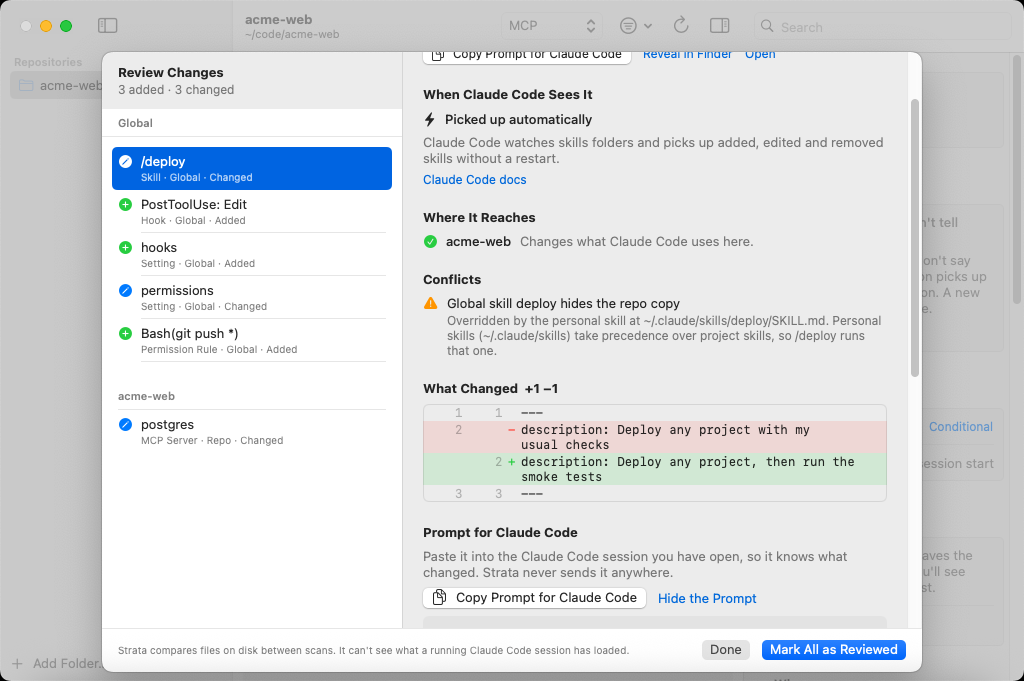 acme-web
~/code/acme-web
MCP
Search
Repositories
acme-web
Add Folder...
Review Changes
3 added · 3 changed
Global
/deploy
Skill · Global · Changed
PostToolUse: Edit
Hook · Global · Added
hooks
Setting · Global · Added
permissions
Setting · Global · Changed
Bash(git push *)
Permission Rule · Global · Added
acme-web
postgres
MCP Server · Repo · Changed
Copy Prompt for Claude Code
Reveal in Finder
Open
When Claude Code Sees It
Picked up automatically
Claude Code watches skills folders and picks up added, edited and removed
skills without a restart.
Claude Code docs
Where It Reaches
acme-web Changes what Claude Code uses here.
Conflicts
Global skill deploy hides the repo copy
Overridden by the personal skill at ~/.claude/skills/deploy/SKILL.md. Personal
skills (~/.claude/skills) take precedence over project skills, so /deploy runs
that one.
What Changed +1 −1
1 1 ---
2 - description: Deploy any project with my
usual checks
2 + description: Deploy any project, then run the
smoke tests
3 3 ---
Prompt for Claude Code
Paste it into the Claude Code session you have open, so it knows what
changed. Strata never sends it anywhere.
Copy Prompt for Claude Code
Hide the Prompt
Strata compares files on disk between scans. It can't see what a running Claude Code session has loaded.
Done
Mark All as Reviewed
tell
say
picks up
A new
Conditional
session start
the
see